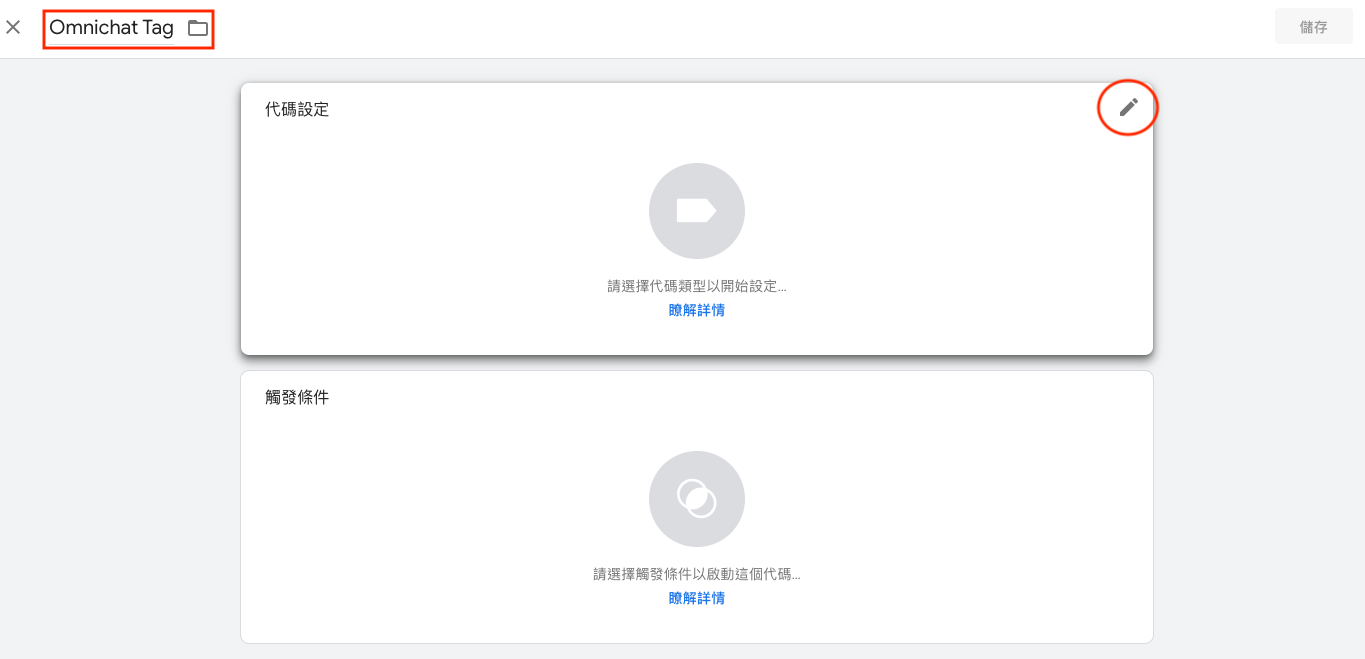 Omnichat Tag
儲存
代碼設定
請選擇代碼類型以開始設定...
瞭解詳情
觸發條件
請選擇觸發條件以啟動這個代碼...
瞭解詳情